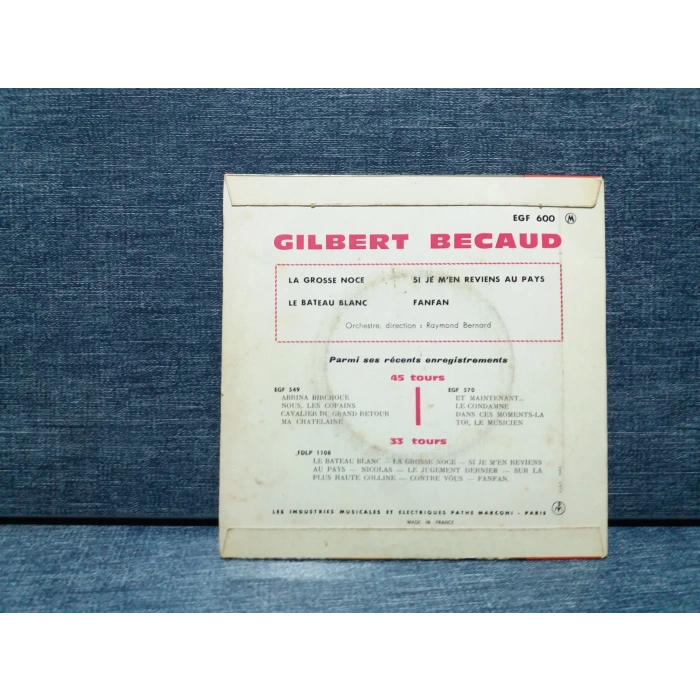 EGF 600 M
GILBERT BECAUD
LA GROSSE NOCE
SI JE M'EN REVIENS AU PAYS
LE BATEAU BLANC
FANFAN
Orchestre, direction : Raymond Bernard
Parmi ses récents enregistrements
45 tours
EGF 549
ABRINA BIRCHOUE
NOUS, LES COPAINS
CAVALIER DU GRAND RETOUR
MA CHATELAINE
EGF 570
ET MAINTENANT...
LE CONDAMNE
DANS CES MOMENTS-LA
TOI, LE MUSICIEN
33 tours
FDLP 1108
LE BATEAU BLANC — LA GROSSE NOCE — SI JE M'EN REVIENS
AU PAYS — NICOLAS — LE JUGEMENT DERNIER — SUR LA
PLUS HAUTE COLLINE — CONTRE VOUS — FANFAN.
LES INDUSTRIES MUSICALES ET ELECTRIQUES PATHE MARCONI - PARIS
MADE IN FRANCE